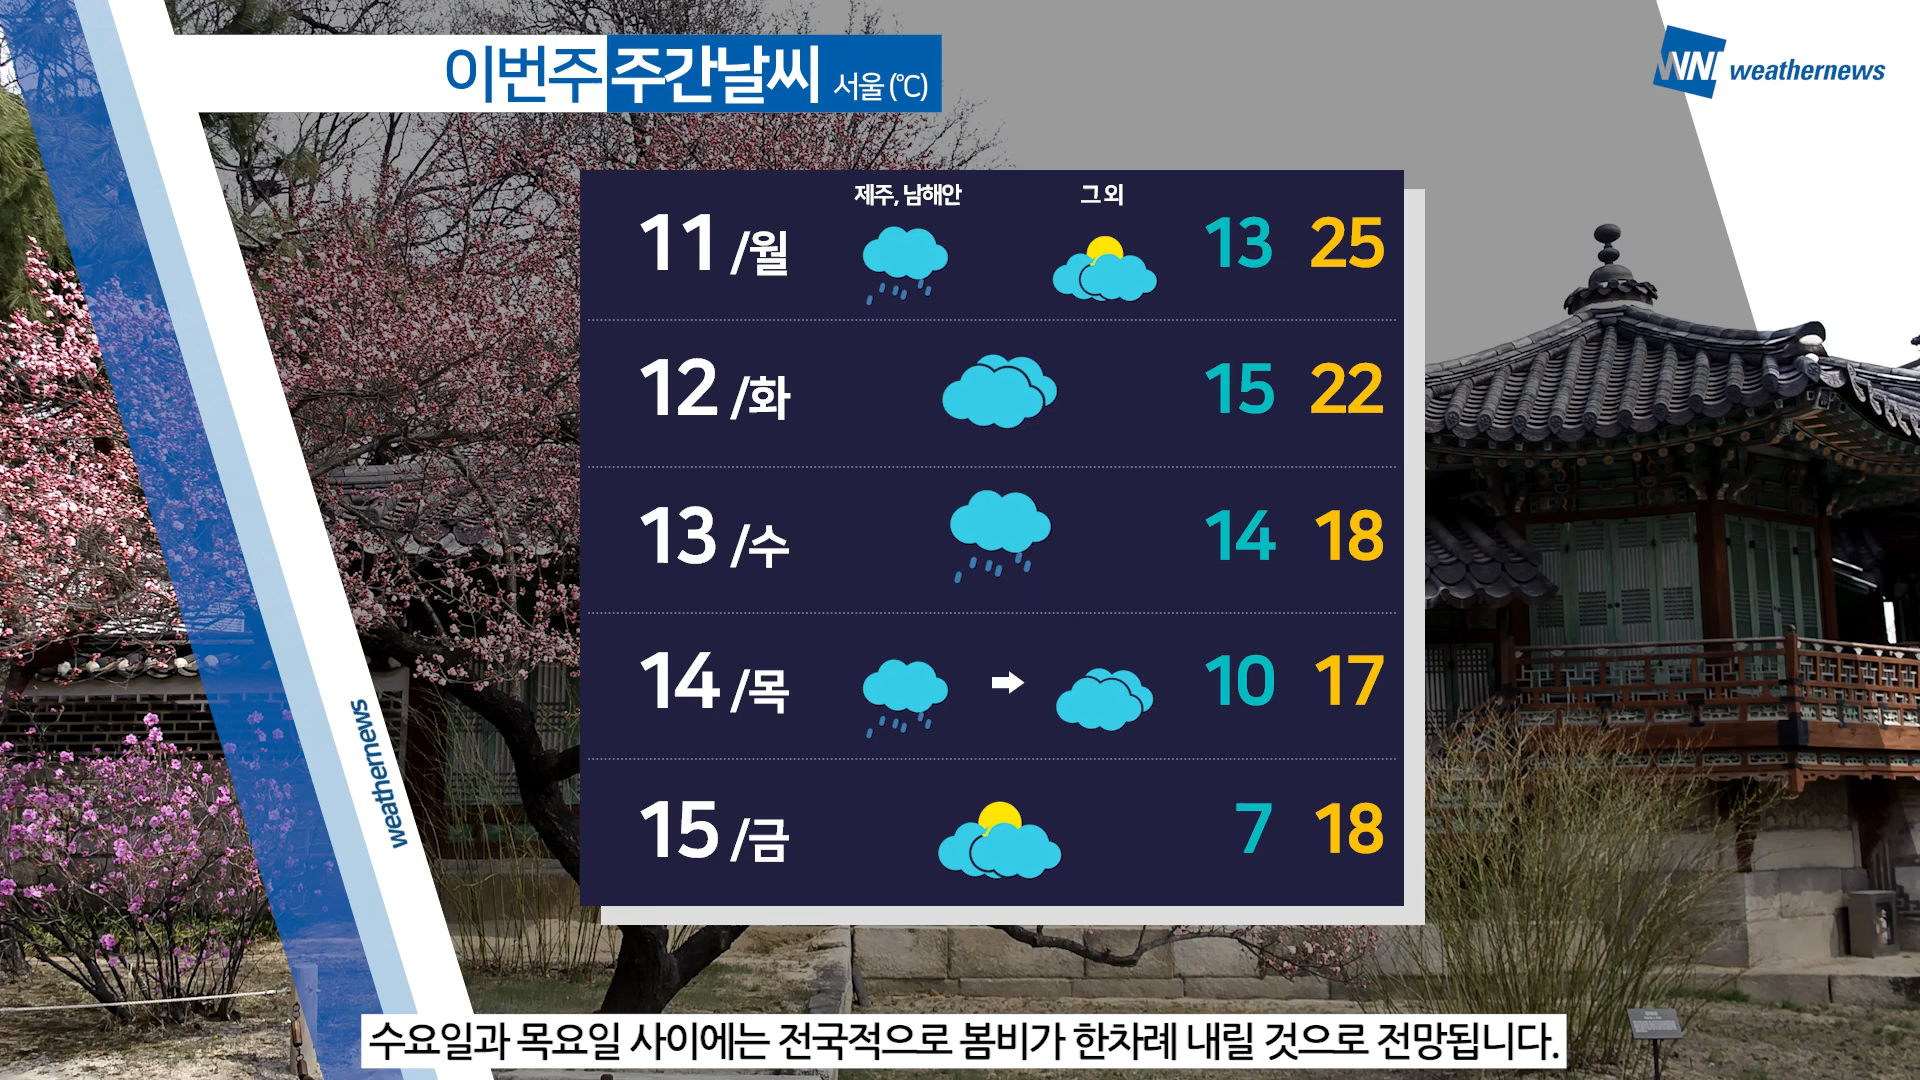 이번주 주간날씨 서울 (℃)
WN weathernews
제주, 남해안 그 외
11 /월 13 25
12 /화 15 22
13 /수 14 18
14 /목 10 17
15 /금 7 18
weathernews
수요일과 목요일 사이에는 전국적으로 봄비가 한차례 내릴 것으로 전망됩니다.